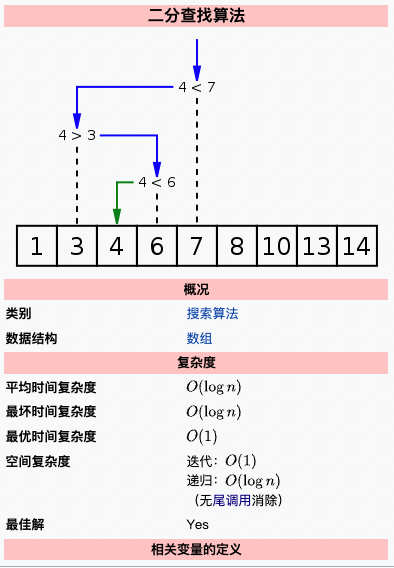 二分查找算法
4 < 7
4 > 3
4 < 6
1 3 4 6 7 8 10 13 14
概况
类别 搜索算法
数据结构 数组
复杂度
平均时间复杂度 O(log n)
最坏时间复杂度 O(log n)
最优时间复杂度 O(1)
空间复杂度 迭代：O(1)
递归：O(log n)
（无尾调用消除）
最佳解 Yes
相关变量的定义